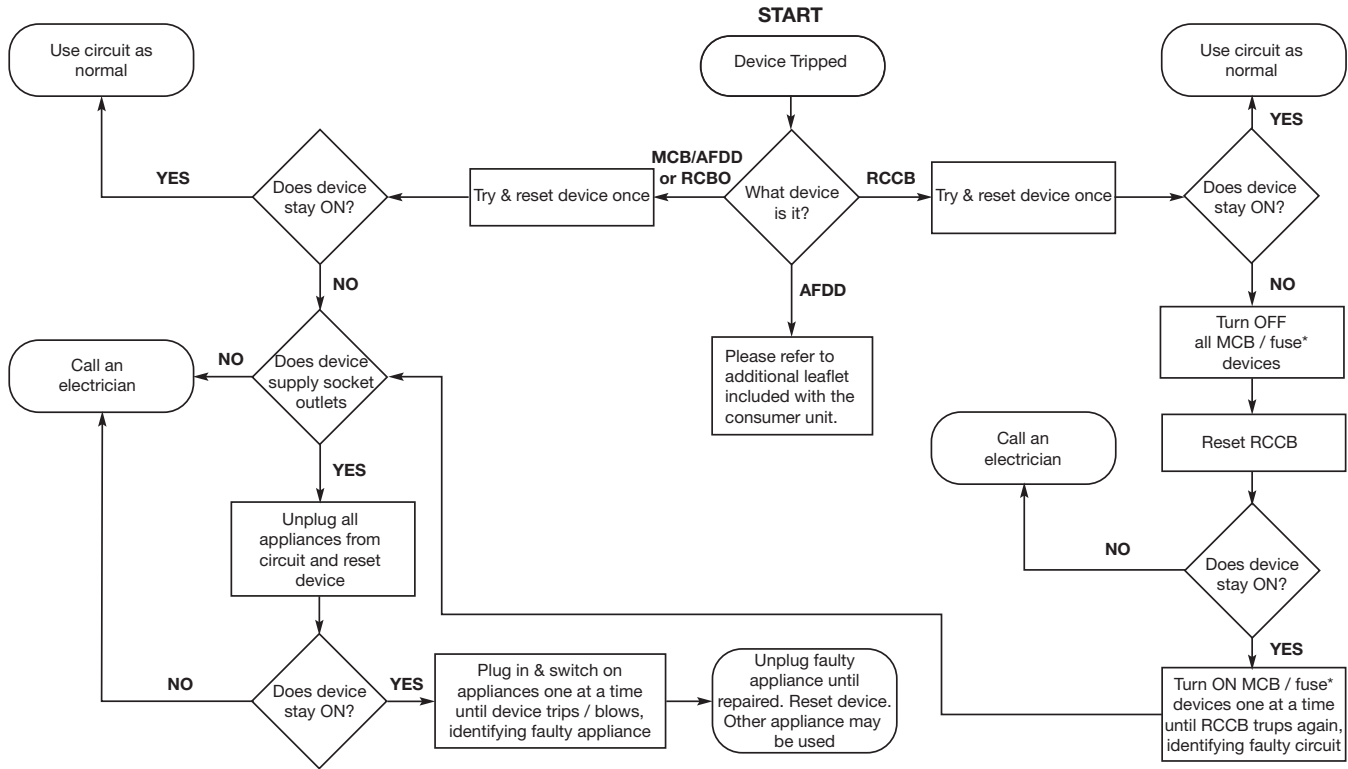 START
Device Tripped
What device
is it?
MCB/AFDD
or RCBO
Try & reset device once
Does device
stay ON?
YES
Use circuit as
normal
NO
Does device
supply socket
outlets
NO
Call an
electrician
YES
Unplug all
appliances from
circuit and reset
device
Does device
stay ON?
NO
YES
Plug in & switch on
appliances one at a time
until device trips / blows,
identifying faulty appliance
Unplug faulty
appliance until
repaired. Reset device.
Other appliance may
be used
AFDD
Please refer to
additional leaflet
included with the
consumer unit.
RCCB
Try & reset device once
Does device
stay ON?
YES
Use circuit as
normal
NO
Turn OFF
all MCB / fuse*
devices
Reset RCCB
Does device
stay ON?
NO
Call an
electrician
YES
Turn ON MCB / fuse*
devices one at a time
until RCCB trups again,
identifying faulty circuit